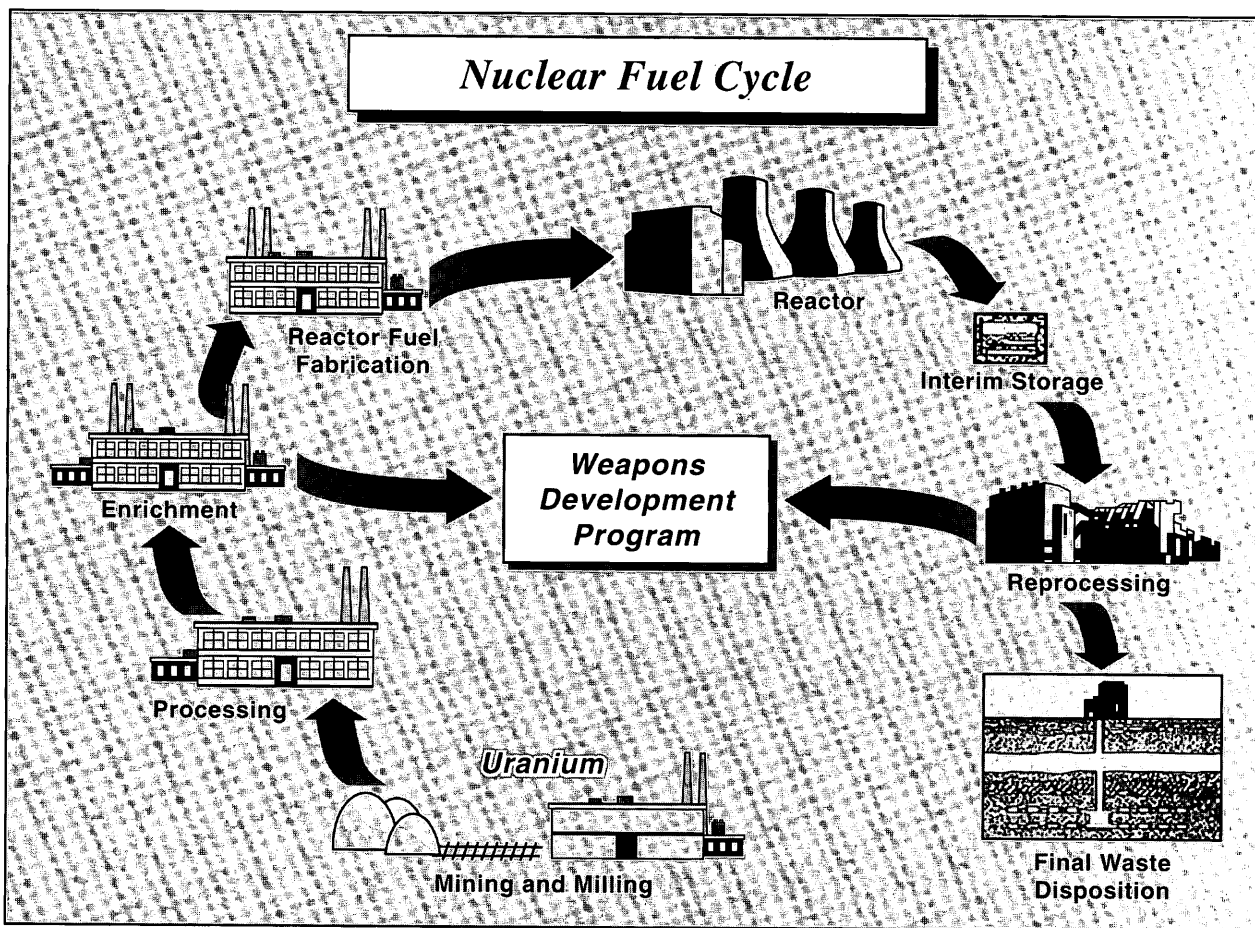 Nuclear Fuel Cycle
Reactor
Reactor Fuel
Fabrication
Interim Storage
Weapons
Development
Program
Enrichment
Reprocessing
Processing
Uranium
Mining and Milling
Final Waste
Disposition